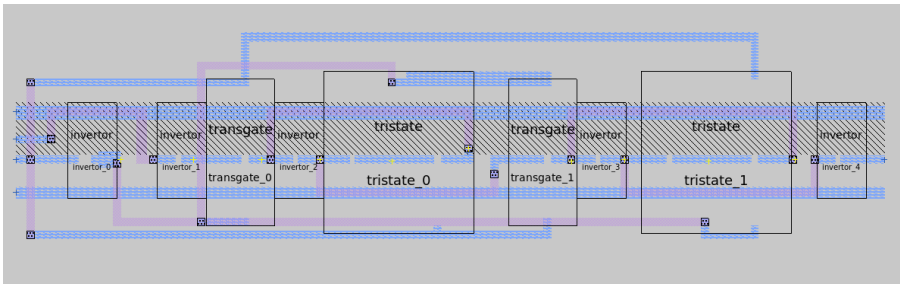 invertor
invertor_0
invertor
invertor_1
transgate
transgate_0
invertor
invertor_2
tristate
tristate_0
transgate
transgate_1
invertor
invertor_3
tristate
tristate_1
invertor
invertor_4